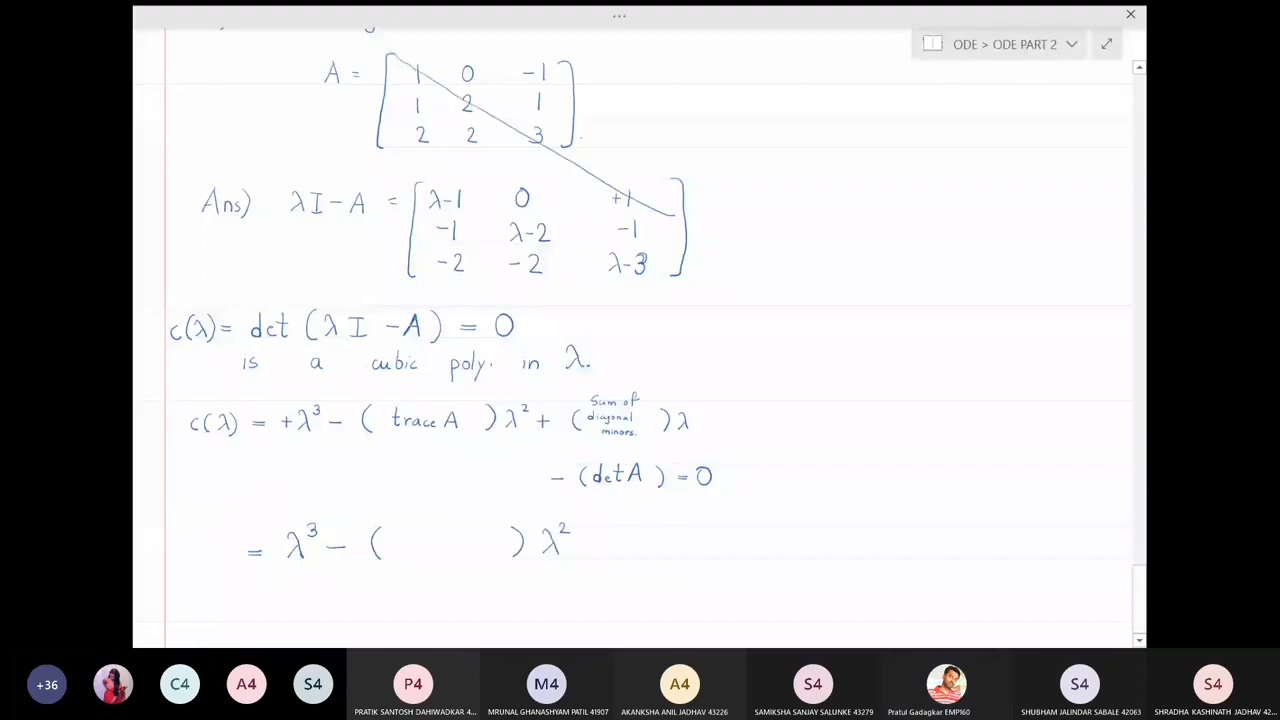 ODE > ODE PART 2
A = [ 1 0 -1
1 2 1
2 2 3 ].
Ans) λI - A = [ λ-1 0 +1
-1 λ-2 -1
-2 -2 λ-3 ]
c(λ) = det (λI - A) = 0
is a cubic poly. in λ.
c(λ) = +λ³ - ( trace A ) λ² + ( Sum of diagonal minors. ) λ
- (det A ) = 0
= λ³ - ( ) λ²
+36 C4 A4 S4 P4 M4 A4 S4 S4 S4
PRATIK SANTOSH DAHIWADKAR 4... MRUNAL GHANASHYAM PATIL 41907 AKANKSHA ANIL JADHAV 43226 SAMIKSHA SANJAY SALUNKE 43279 Pratul Gadagkar EMP160 SHUBHAM JALINDAR SABALE 42063 SHRADHA KASHINATH JADHAV 42...